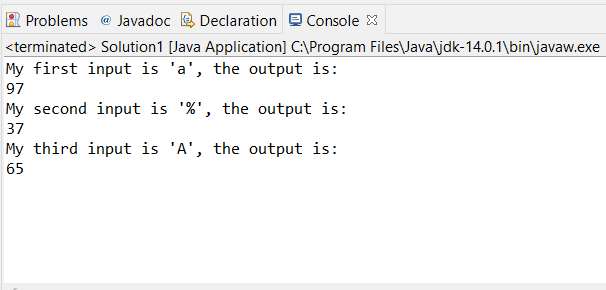 Problems @ Javadoc Declaration Console
<terminated> Solution1 [Java Application] C:\Program Files\Java\jdk-14.0.1\bin\javaw.exe
My first input is 'a', the output is:
97
My second input is '%', the output is:
37
My third input is 'A', the output is:
65